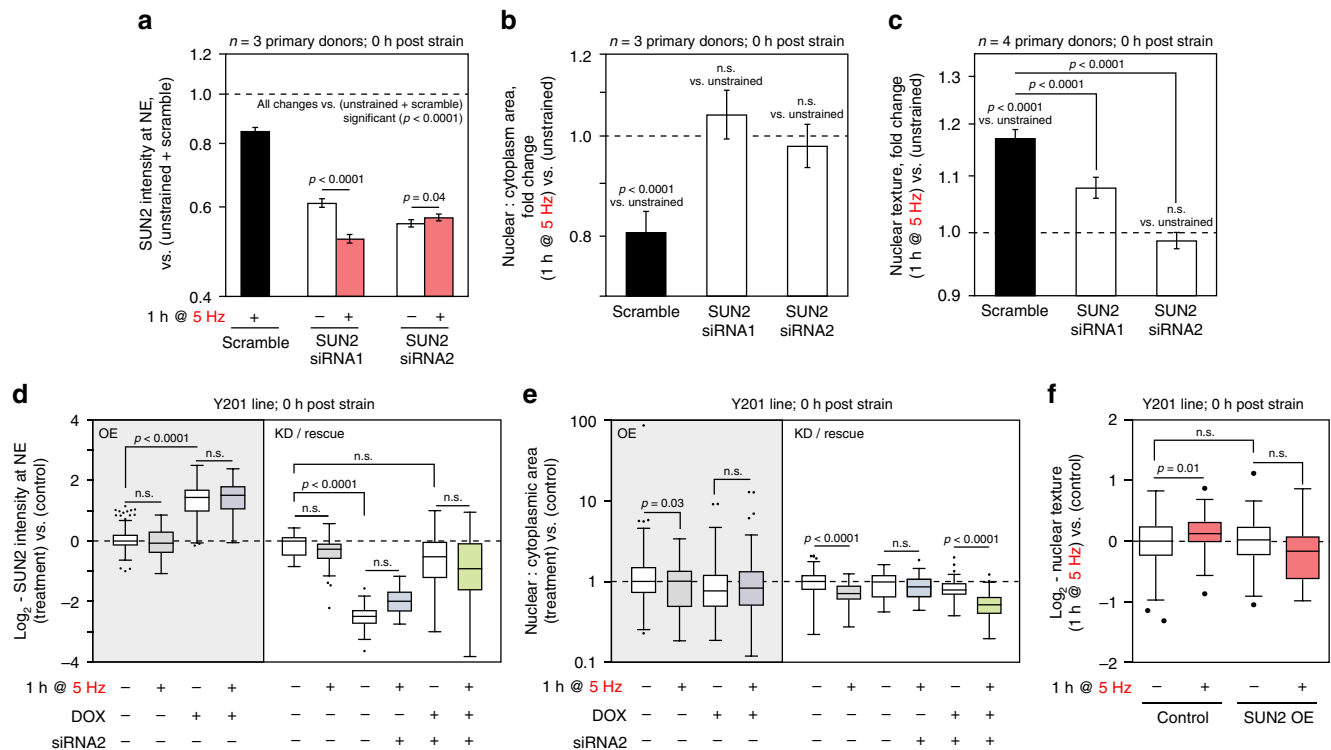 a
n = 3 primary donors; 0 h post strain
SUN2 intensity at NE,
vs. (unstrained + scramble)
1.2
1.0
0.8
0.6
0.4
All changes vs. (unstrained + scramble)
significant (p < 0.0001)
p < 0.0001
p = 0.04
1 h @ 5 Hz
+ – + – +
Scramble
SUN2
siRNA1
SUN2
siRNA2
b
n = 3 primary donors; 0 h post strain
Nuclear : cytoplasm area,
fold change
(1 h @ 5 Hz) vs. (unstrained)
1.2
1.0
0.8
p < 0.0001
vs. unstrained
n.s.
vs. unstrained
n.s.
vs. unstrained
Scramble
SUN2
siRNA1
SUN2
siRNA2
c
n = 4 primary donors; 0 h post strain
Nuclear texture, fold change
(1 h @ 5 Hz) vs. (unstrained)
1.3
1.2
1.1
1.0
0.9
p < 0.0001
p < 0.0001
p < 0.0001
vs. unstrained
n.s.
vs. unstrained
Scramble
SUN2
siRNA1
SUN2
siRNA2
d
Y201 line; 0 h post strain
Log2 - SUN2 intensity at NE
(treatment) vs. (control)
4
2
0
–2
–4
OE
p < 0.0001
n.s.
n.s.
KD / rescue
n.s.
p < 0.0001
n.s.
n.s.
n.s.
1 h @ 5 Hz
– + – + – + – + – +
DOX
– – + + – – – – + +
siRNA2
– – – – – – + + + +
e
Y201 line; 0 h post strain
Nuclear : cytoplasmic area
(treatment) vs. (control)
100
10
1
0.1
OE
p = 0.03
n.s.
KD / rescue
p < 0.0001
n.s.
p < 0.0001
1 h @ 5 Hz
– + – + – + – + – +
DOX
– – + + – – – – + +
siRNA2
– – – – – – – + + +
f
Y201 line; 0 h post strain
Log2 - nuclear texture
(1 h @ 5 Hz) vs. (control)
2
1
0
–1
–2
n.s.
p = 0.01
n.s.
1 h @ 5 Hz
– + – +
Control
SUN2 OE